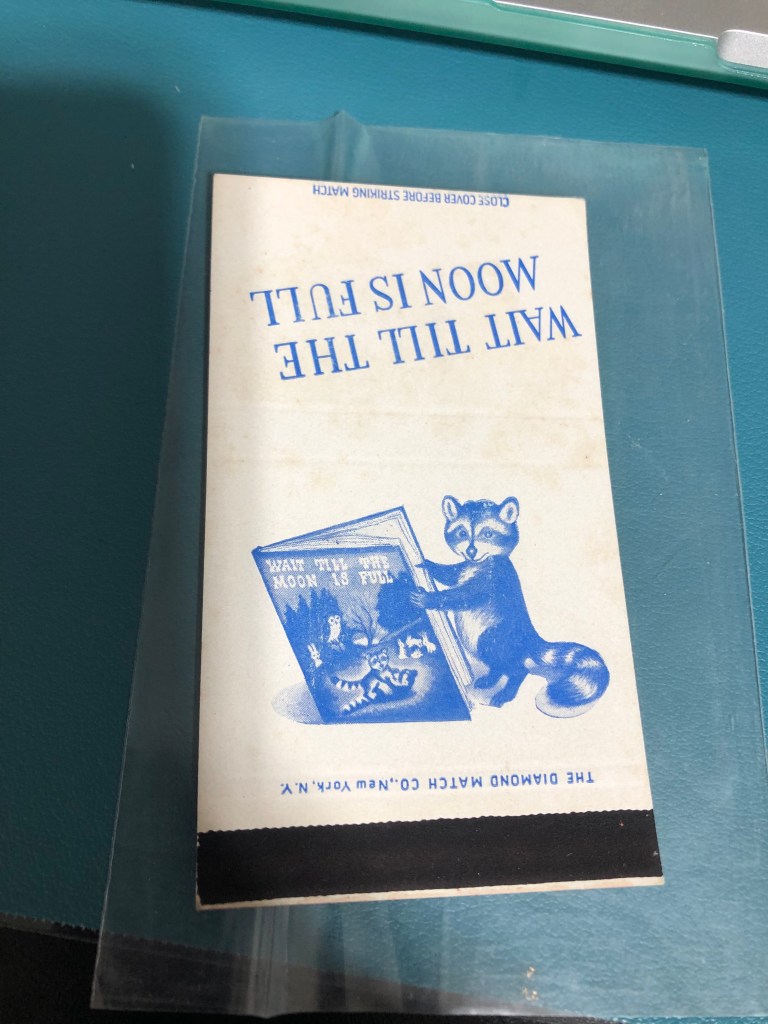 CLOSE COVER BEFORE STRIKING MATCH
WAIT TILL THE
MOON IS FULL
WAIT TILL THE
MOON IS FULL
THE DIAMOND MATCH CO., New York, N.Y.